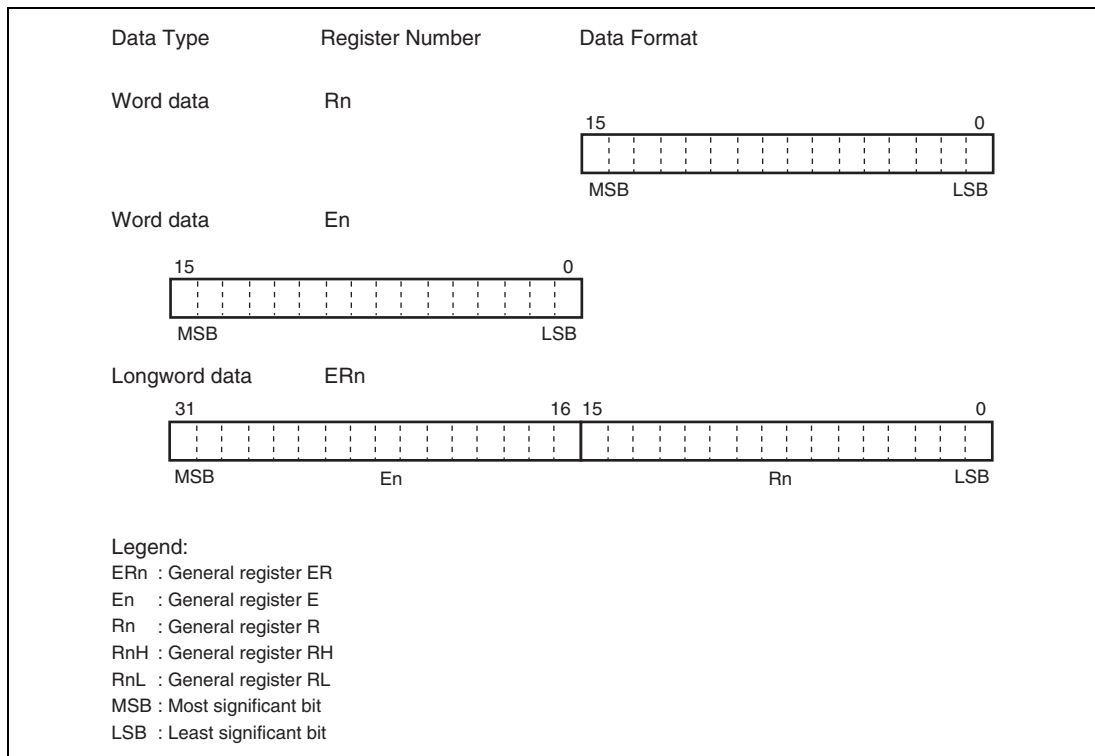 Data Type Register Number Data Format
Word data Rn
15 0
MSB LSB
Word data En
15 0
MSB LSB
Longword data ERn
31 16 15 0
MSB En Rn LSB
Legend:
ERn : General register ER
En : General register E
Rn : General register R
RnH : General register RH
RnL : General register RL
MSB : Most significant bit
LSB : Least significant bit